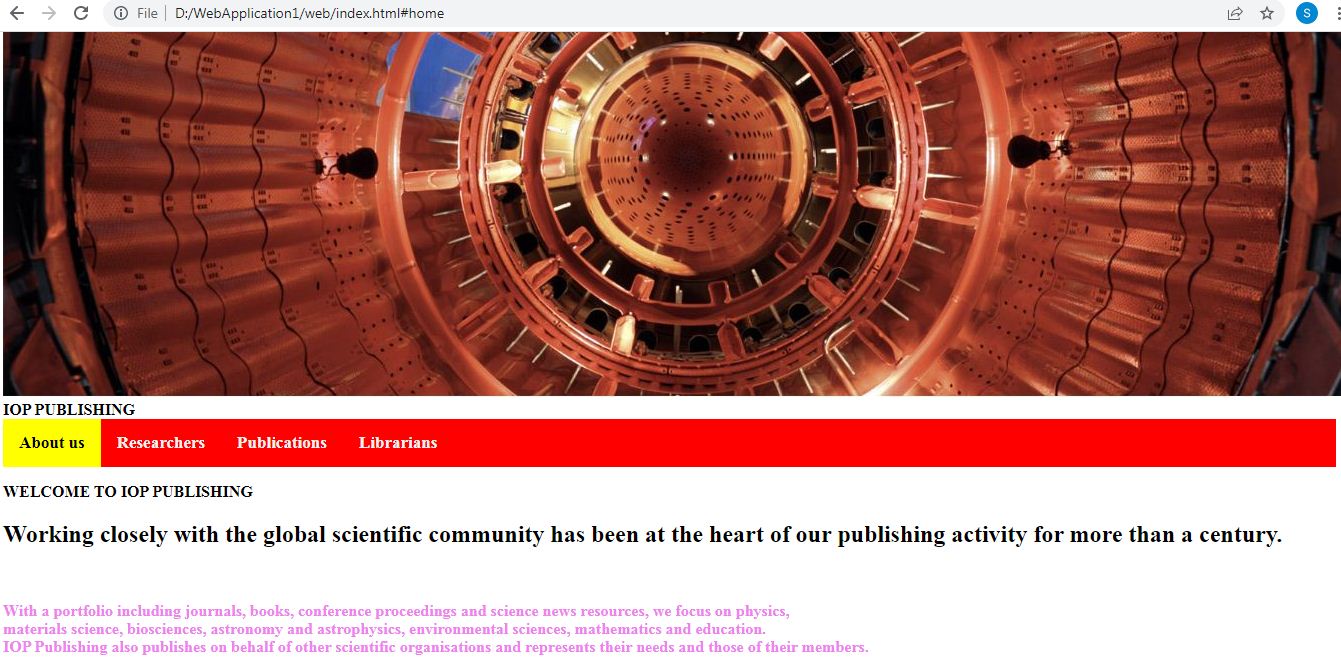 File D:/WebApplication1/web/index.html#home S
IOP PUBLISHING
About us Researchers Publications Librarians
WELCOME TO IOP PUBLISHING
Working closely with the global scientific community has been at the heart of our publishing activity for more than a century.
With a portfolio including journals, books, conference proceedings and science news resources, we focus on physics,
materials science, biosciences, astronomy and astrophysics, environmental sciences, mathematics and education.
IOP Publishing also publishes on behalf of other scientific organisations and represents their needs and those of their members.